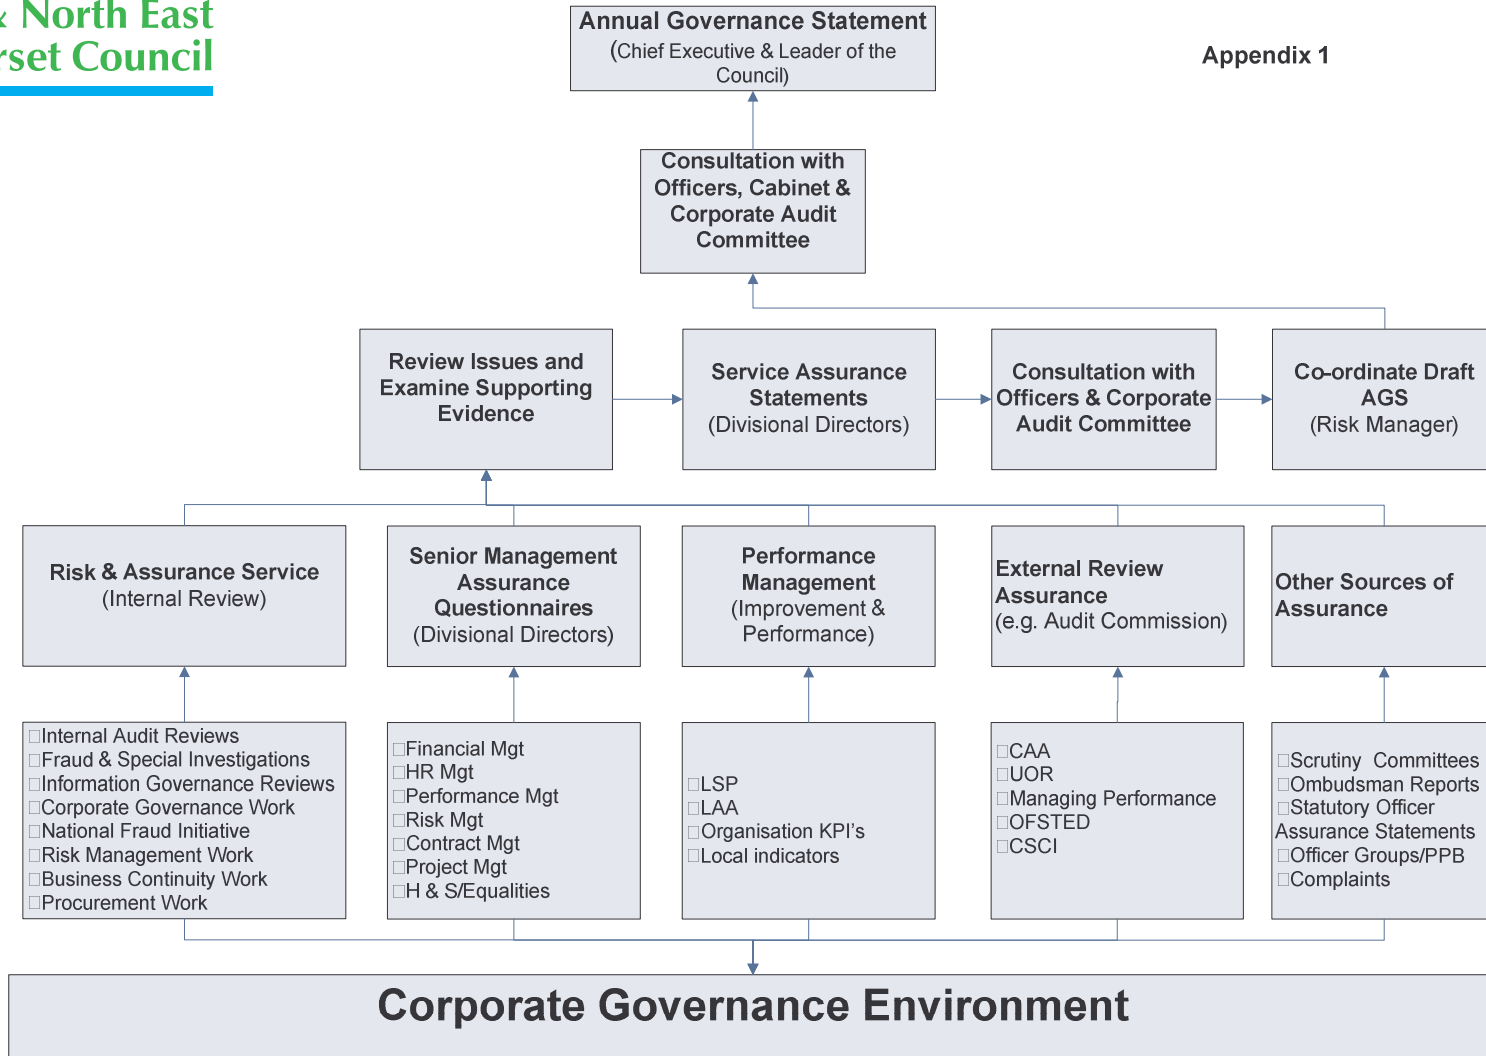 & North East
rset Council
Annual Governance Statement
(Chief Executive & Leader of the
Council)
Appendix 1
Consultation with
Officers, Cabinet &
Corporate Audit
Committee
Review Issues and
Examine Supporting
Evidence
Service Assurance
Statements
(Divisional Directors)
Consultation with
Officers & Corporate
Audit Committee
Co-ordinate Draft
AGS
(Risk Manager)
Risk & Assurance Service
(Internal Review)
Senior Management
Assurance
Questionnaires
(Divisional Directors)
Performance
Management
(Improvement &
Performance)
External Review
Assurance
(e.g. Audit Commission)
Other Sources of
Assurance
□Internal Audit Reviews
□Fraud & Special Investigations
□Information Governance Reviews
□Corporate Governance Work
□National Fraud Initiative
□Risk Management Work
□Business Continuity Work
□Procurement Work
□Financial Mgt
□HR Mgt
□Performance Mgt
□Risk Mgt
□Contract Mgt
□Project Mgt
□H & S/Equalities
□LSP
□LAA
□Organisation KPI's
□Local indicators
□CAA
□UOR
□Managing Performance
□OFSTED
□CSCI
□Scrutiny Committees
□Ombudsman Reports
□Statutory Officer
Assurance Statements
□Officer Groups/PPB
□Complaints
Corporate Governance Environment